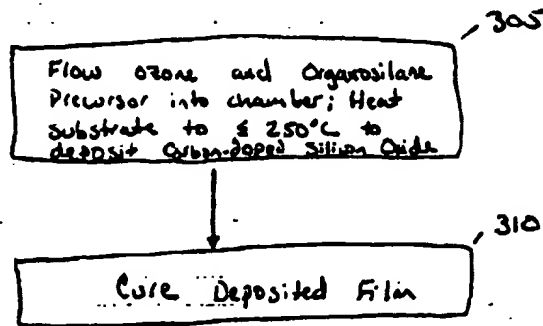 305
Flow ozone and Organosilane
Precursor into chamber; Heat
substrate to ≤ 250°C to
deposit Carbon-doped Silicon Oxide
310
Cure Deposited Film